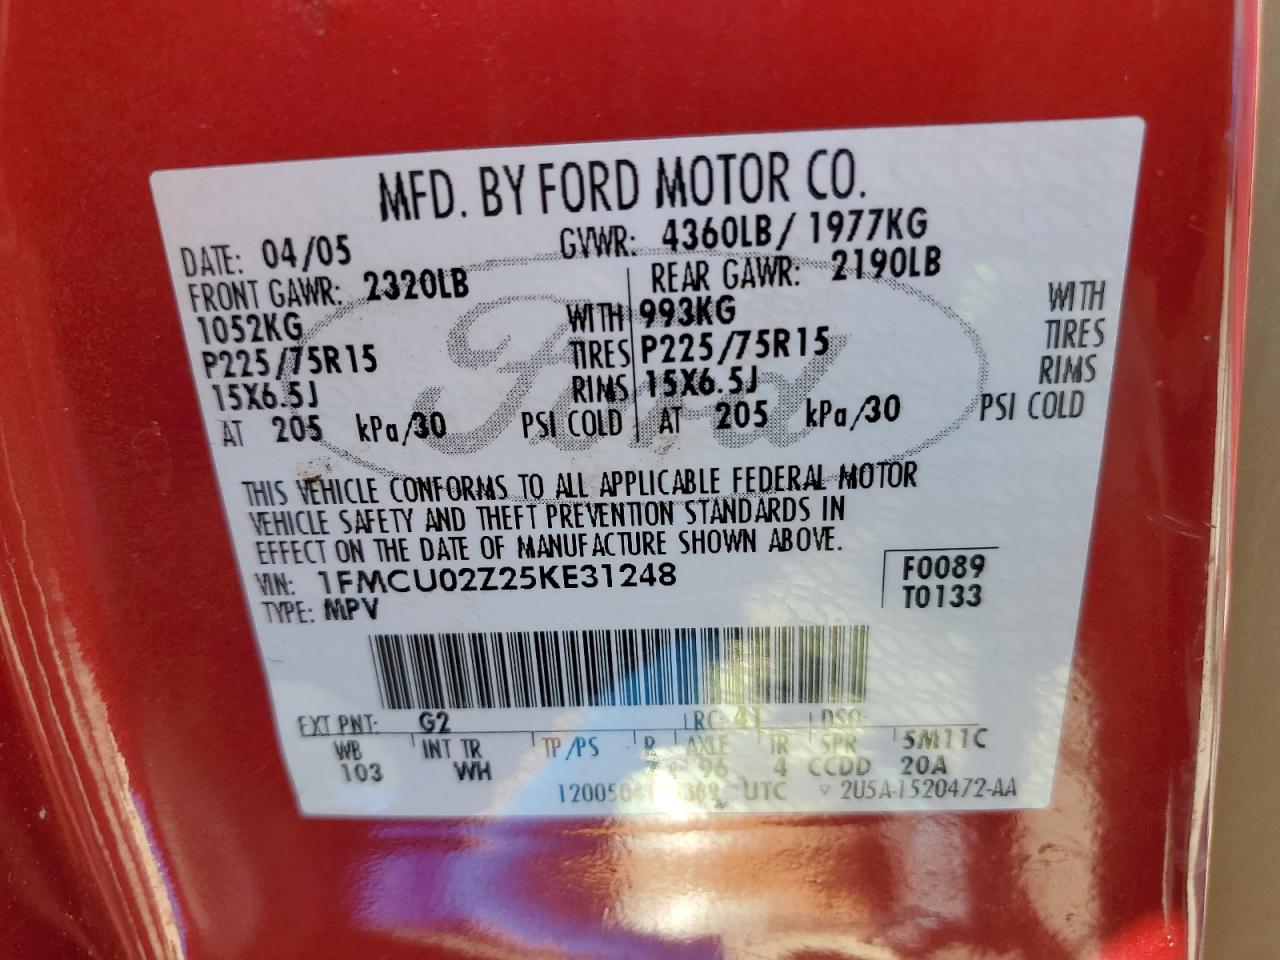 MFD. BY FORD MOTOR CO.
DATE: 04/05 GVWR: 4360LB/ 1977KG
FRONT GAWR: 2320LB REAR GAWR: 2190LB
1052KG WITH 993KG WITH
P225/75R15 TIRES P225/75R15 TIRES
15X6.5J RIMS 15X6.5J RIMS
AT 205 kPa/30 PSI COLD AT 205 kPa/30 PSI COLD
Ford
THIS VEHICLE CONFORMS TO ALL APPLICABLE FEDERAL MOTOR
VEHICLE SAFETY AND THEFT PREVENTION STANDARDS IN
EFFECT ON THE DATE OF MANUFACTURE SHOWN ABOVE.
VIN: 1FMCU02Z25KE31248 F0089
TYPE: MPV T0133
EXT PNT: G2 RC: 41 DSO:
WB INT TR TP/PS R AXLE TR SPR 5M11C
103 WH 7 96 4 CCDD 20A
UTC ▽ 2U5A-1520472-AA